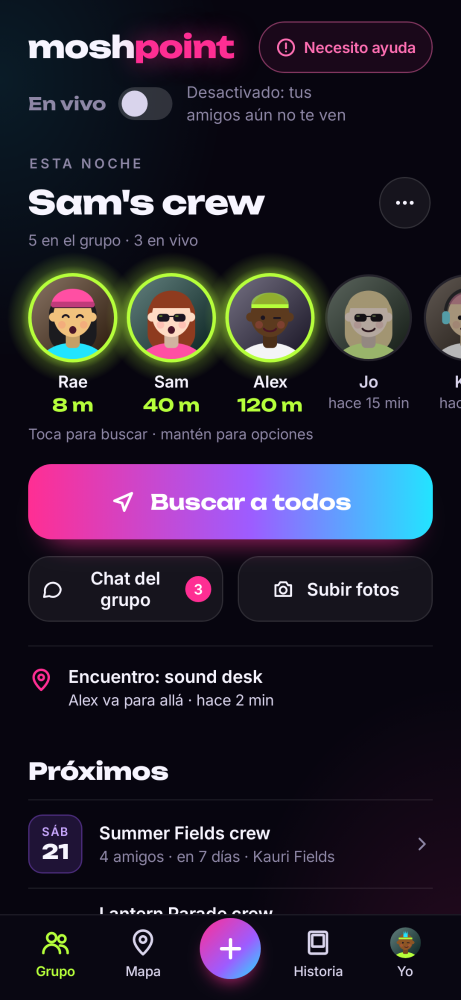 moshpoint
Necesito ayuda
En vivo
Desactivado: tus
amigos aún no te ven
ESTA NOCHE
Sam's crew
5 en el grupo · 3 en vivo
Rae
Sam
Alex
Jo
8 m
40 m
120 m
hace 15 min
Toca para buscar · mantén para opciones
Buscar a todos
Chat del
grupo
3
Subir fotos
Encuentro: sound desk
Alex va para allá · hace 2 min
Próximos
SÁB
21
Summer Fields crew
4 amigos · en 7 días · Kauri Fields
Lantern Parade crew
Grupo
Mapa
Historia
Yo